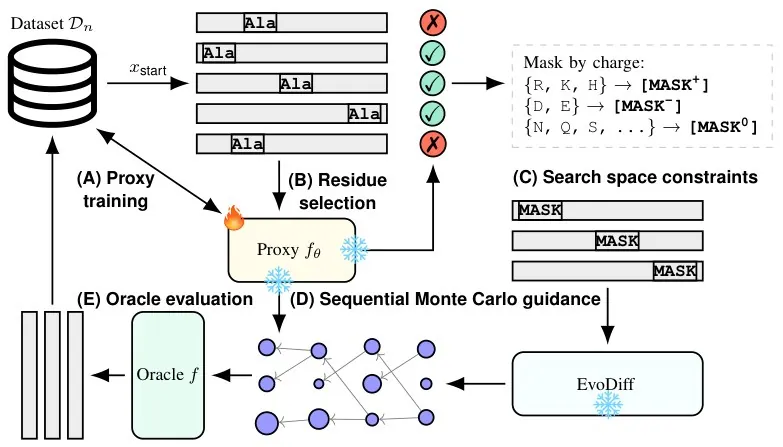 Dataset 𝒟ₙ
x_start
Ala
Ala
Ala
Ala
Ala
✗
✓
✓
✓
✗
Mask by charge:
{R, K, H} → [MASK⁺]
{D, E} → [MASK⁻]
{N, Q, S, ...} → [MASK⁰]
(A) Proxy
training
(B) Residue
selection
(C) Search space constraints
MASK
MASK
MASK
Proxy f_θ
(E) Oracle evaluation
(D) Sequential Monte Carlo guidance
Oracle f
EvoDiff